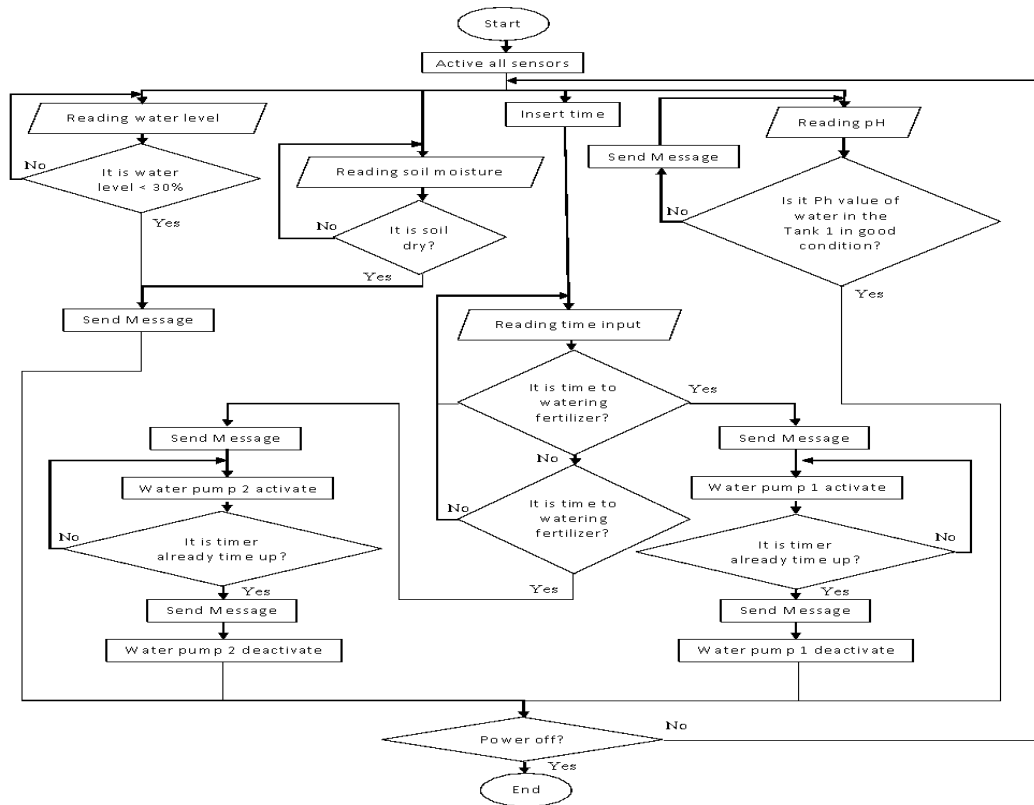 Start
Active all sensors
Reading water level
Insert time
Reading pH
No
It is water
level < 30%
Yes
Reading soil moisture
No
It is soil
dry?
Yes
Send Message
No
Is it Ph value of
water in the
Tank 1 in good
condition?
Yes
Send Message
Reading time input
It is time to
watering
fertilizer?
Yes
No
It is time to
watering
fertilizer?
No
Yes
Send Message
Water pump 2 activate
No
It is timer
already time up?
Yes
Send Message
Water pump 2 deactivate
Send Message
Water pump 1 activate
No
It is timer
already time up?
Yes
Send Message
Water pump 1 deactivate
Power off?
No
Yes
End